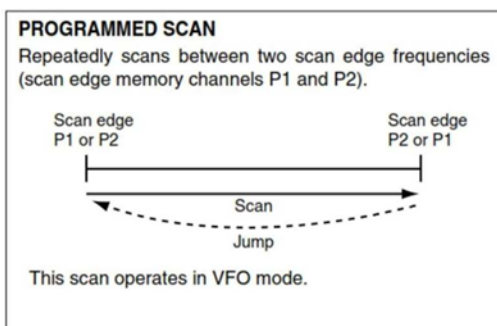 PROGRAMMED SCAN
Repeatedly scans between two scan edge frequencies
(scan edge memory channels P1 and P2).
Scan edge
P1 or P2
Scan edge
P2 or P1
Scan
Jump
This scan operates in VFO mode.